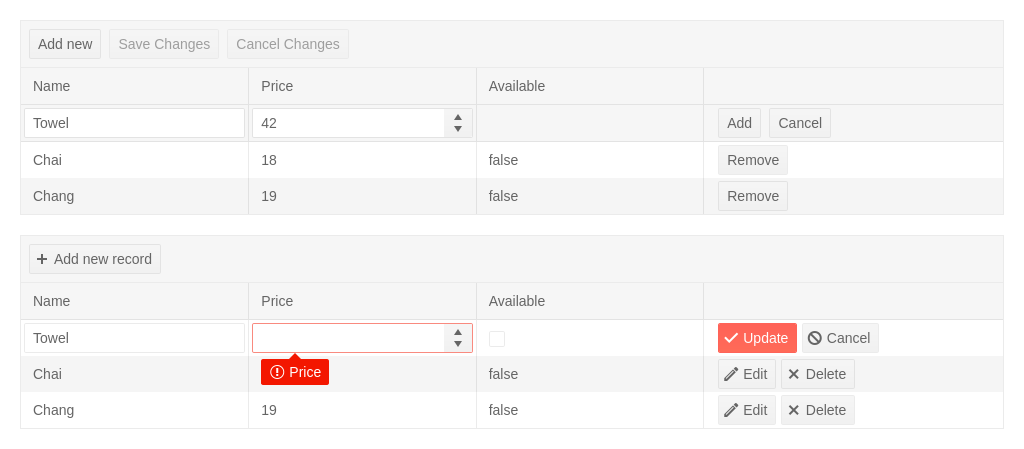 Add new Save Changes Cancel Changes
Name Price Available
Towel 42 Add Cancel
Chai 18 false Remove
Chang 19 false Remove
Add new record
Name Price Available
Towel Update Cancel
Chai Price false Edit Delete
Chang 19 false Edit Delete